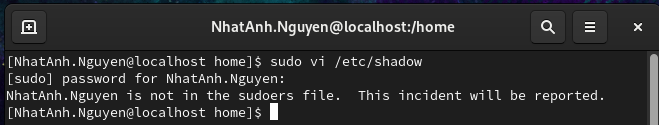 NhatAnh.Nguyen@localhost:/home
[NhatAnh.Nguyen@localhost home]$ sudo vi /etc/shadow
[sudo] password for NhatAnh.Nguyen:
NhatAnh.Nguyen is not in the sudoers file.  This incident will be reported.
[NhatAnh.Nguyen@localhost home]$